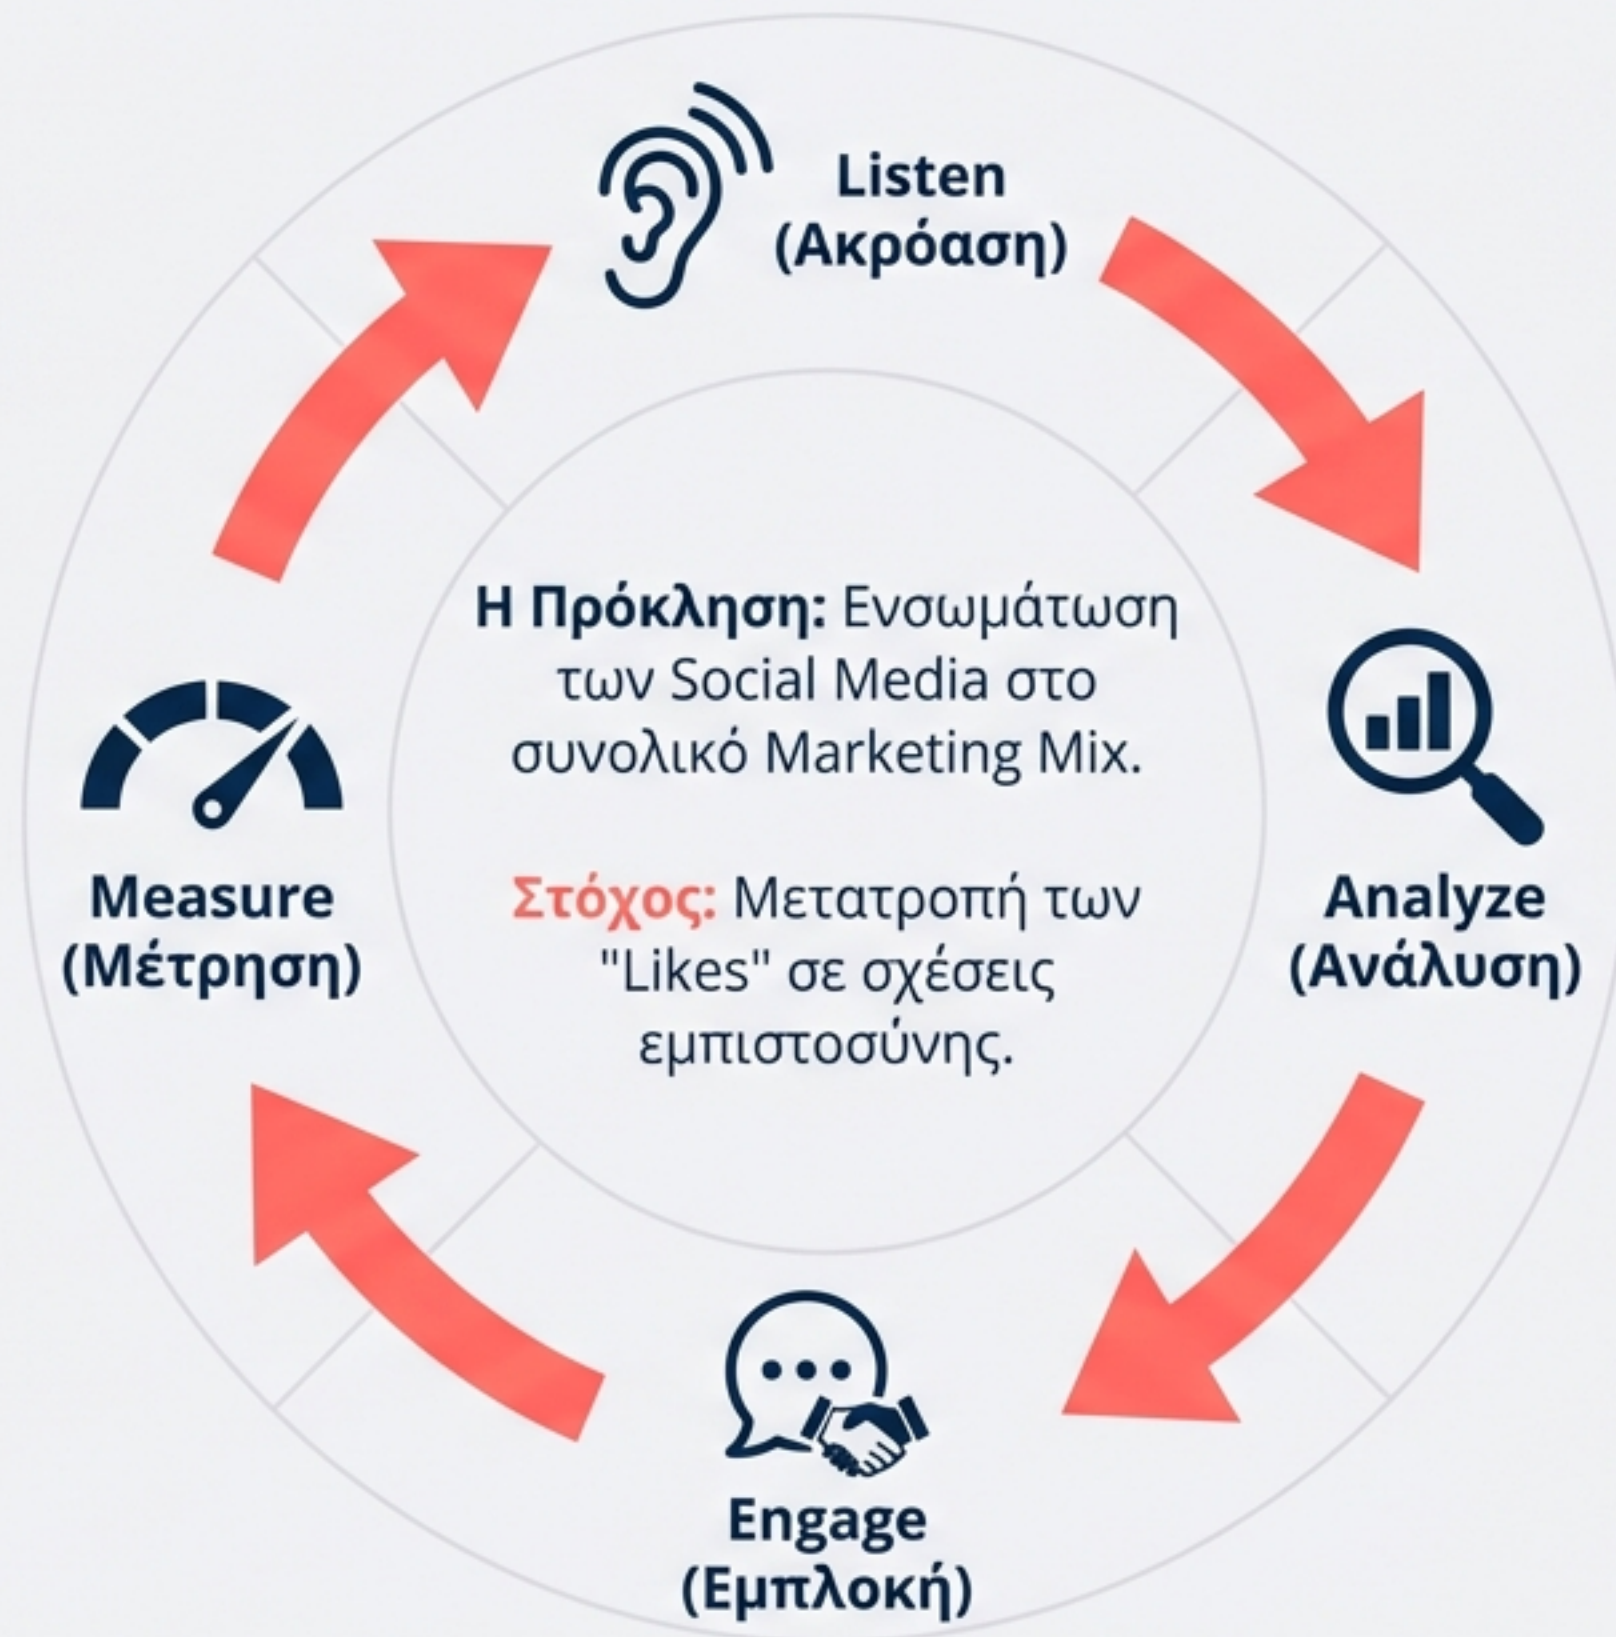 Listen
(Ακρόαση)
Η Πρόκληση: Ενσωμάτωση
των Social Media στο
συνολικό Marketing Mix.
Στόχος: Μετατροπή των
"Likes" σε σχέσεις
εμπιστοσύνης.
Analyze
(Ανάλυση)
Engage
(Εμπλοκή)
Measure
(Μέτρηση)